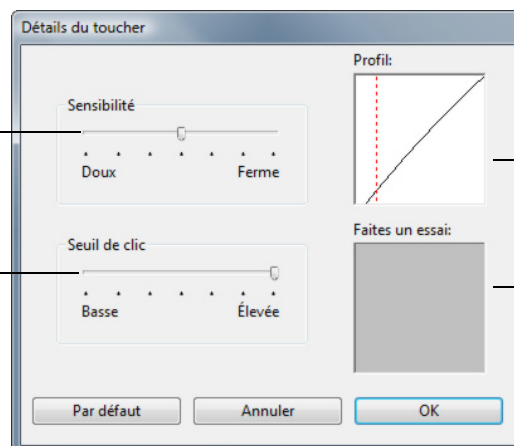 Détails du toucher
Profil:
Sensibilité
Doux Ferme
Faites un essai:
Seuil de clic
Basse Élevée
Par défaut Annuler OK